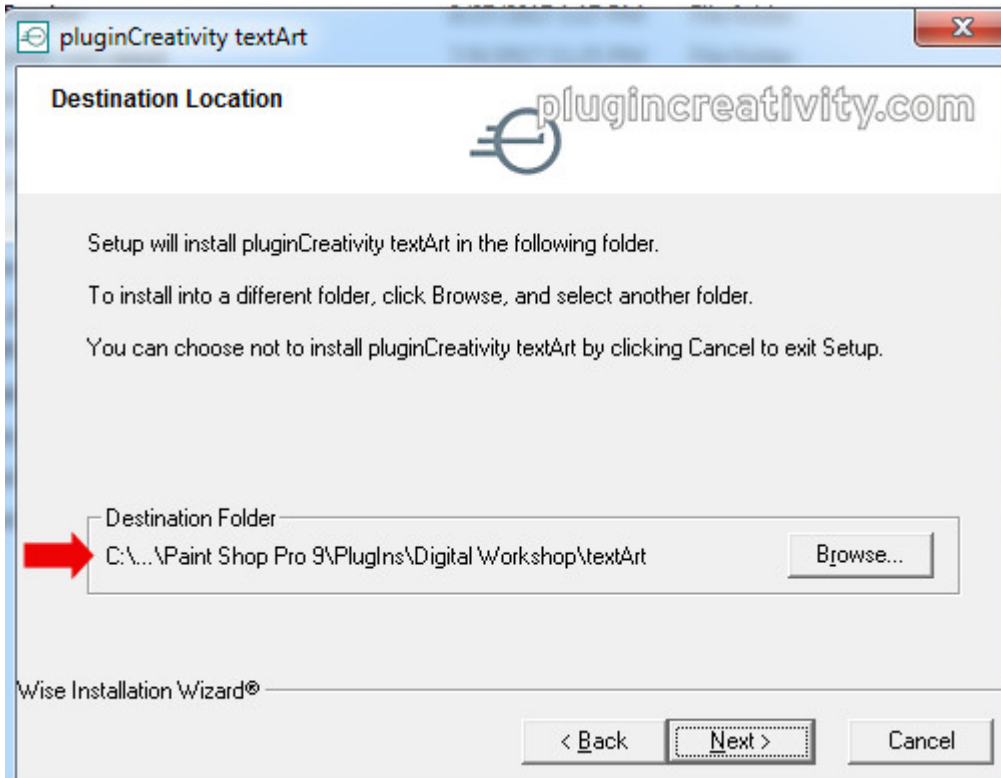 pluginCreativity textArt
Destination Location
plugincreativity.com
Setup will install pluginCreativity textArt in the following folder.
To install into a different folder, click Browse, and select another folder.
You can choose not to install pluginCreativity textArt by clicking Cancel to exit Setup.
Destination Folder
C:\...\Paint Shop Pro 9\PlugIns\Digital Workshop\textArt
Browse...
Wise Installation Wizard®
< Back
Next >
Cancel